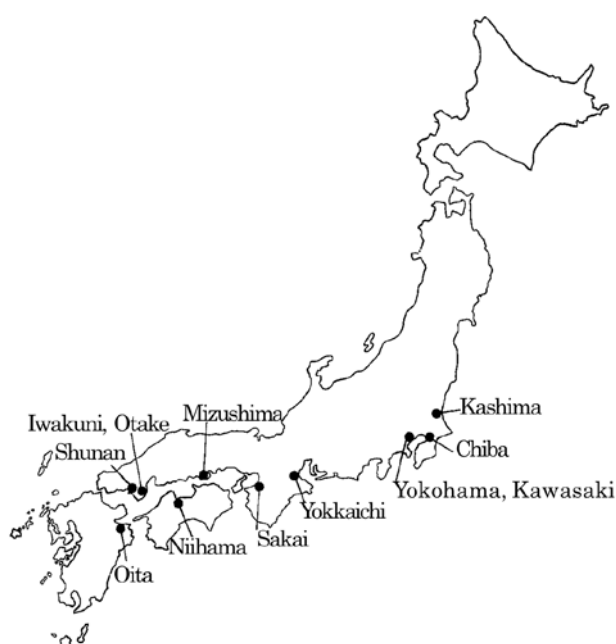 Kashima
Mizushima
Iwakuni, Otake
Chiba
Shunan
Yokohama, Kawasaki
Yokkaichi
Sakai
Niihama
Oita